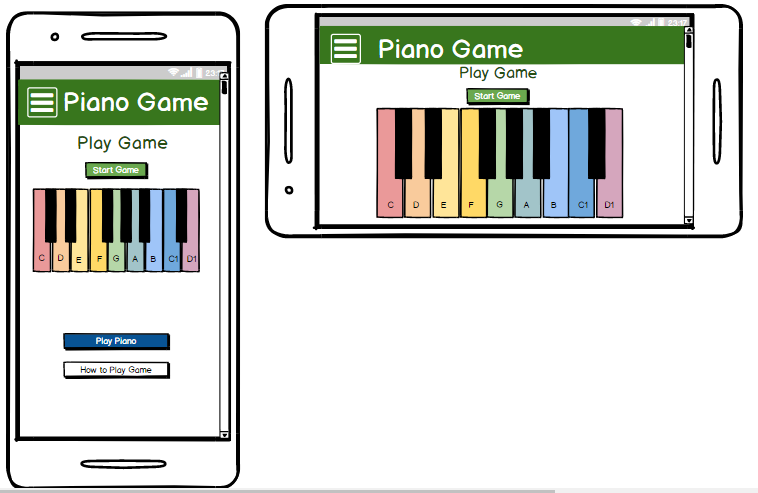 Piano Game
Play Game
Start Game
C D E F G A B C1 D1
Play Piano
How to Play Game
23:17
Piano Game
Play Game
Start Game
C D E F G A B C1 D1